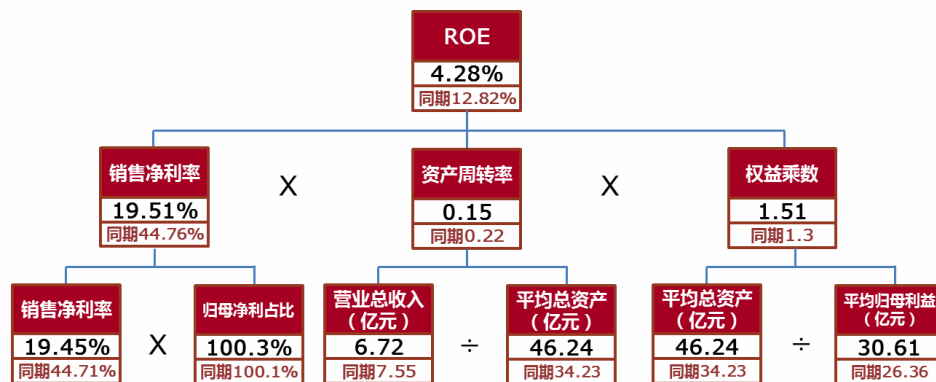 ROE
4.28%
同期12.82%
销售净利率
19.51%
同期44.76%
X
资产周转率
0.15
同期0.22
X
权益乘数
1.51
同期1.3
销售净利率
19.45%
同期44.71%
X
归母净利占比
100.3%
同期100.1%
营业总收入
（亿元）
6.72
同期7.55
÷
平均总资产
（亿元）
46.24
同期34.23
平均总资产
（亿元）
46.24
同期34.23
÷
平均归母利益
（亿元）
30.61
同期26.36